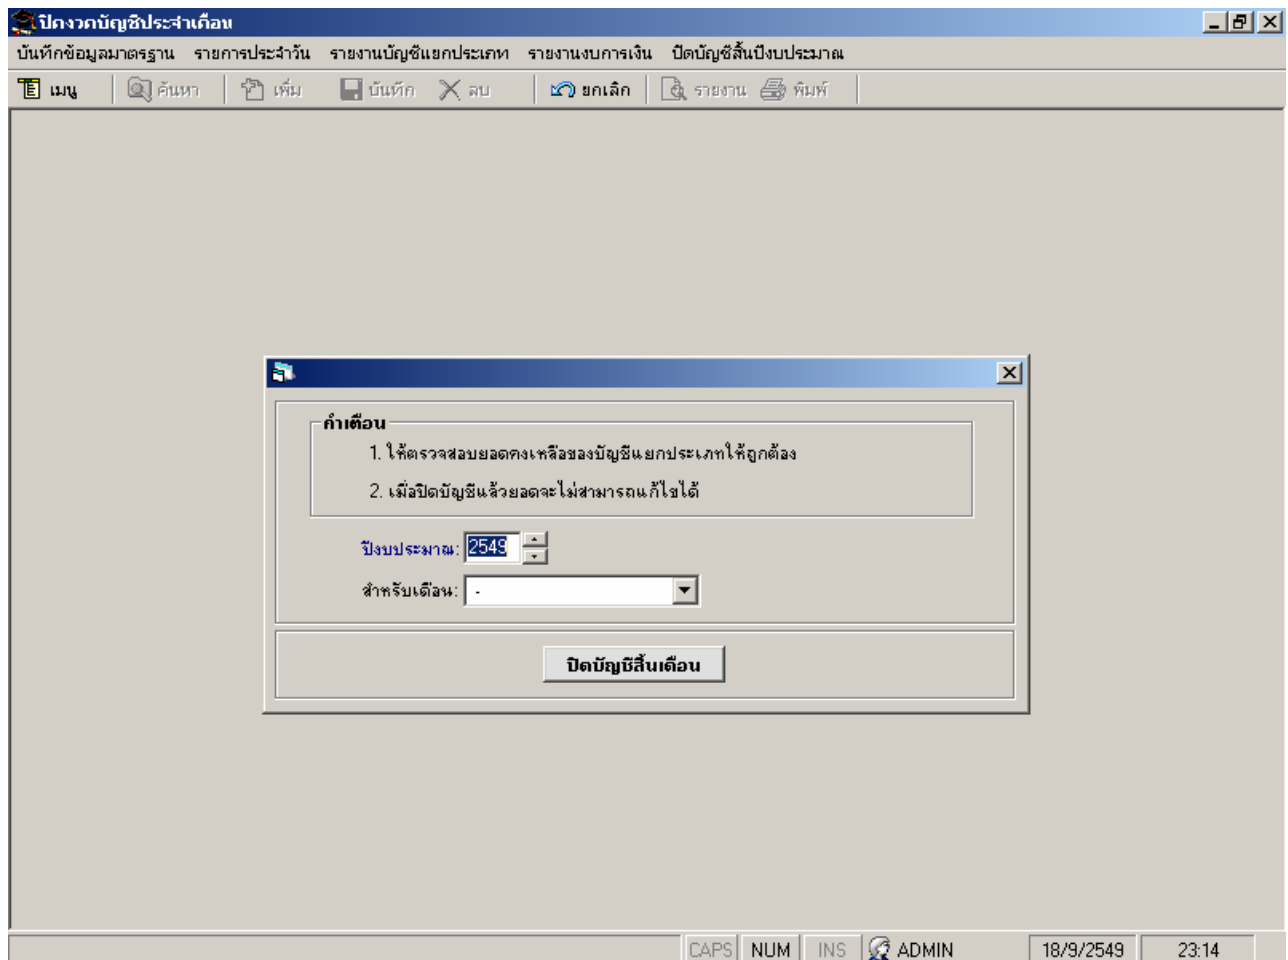 ปิดงวดบัญชีประจำเดือน
บันทึกข้อมูลมาตรฐาน รายการประจำวัน รายงานบัญชีแยกประเภท รายงานงบการเงิน ปิดบัญชีสิ้นปีงบประมาณ
เมนู ค้นหา เพิ่ม บันทึก ลบ ยกเลิก รายงาน พิมพ์
คำเตือน
1. ให้ตรวจสอบยอดคงเหลือของบัญชีแยกประเภทให้ถูกต้อง
2. เมื่อปิดบัญชีแล้วยอดจะไม่สามารถแก้ไขได้
ปีงบประมาณ: 2549
สำหรับเดือน: -
ปิดบัญชีสิ้นเดือน
CAPS NUM INS ADMIN 18/9/2549 23:14